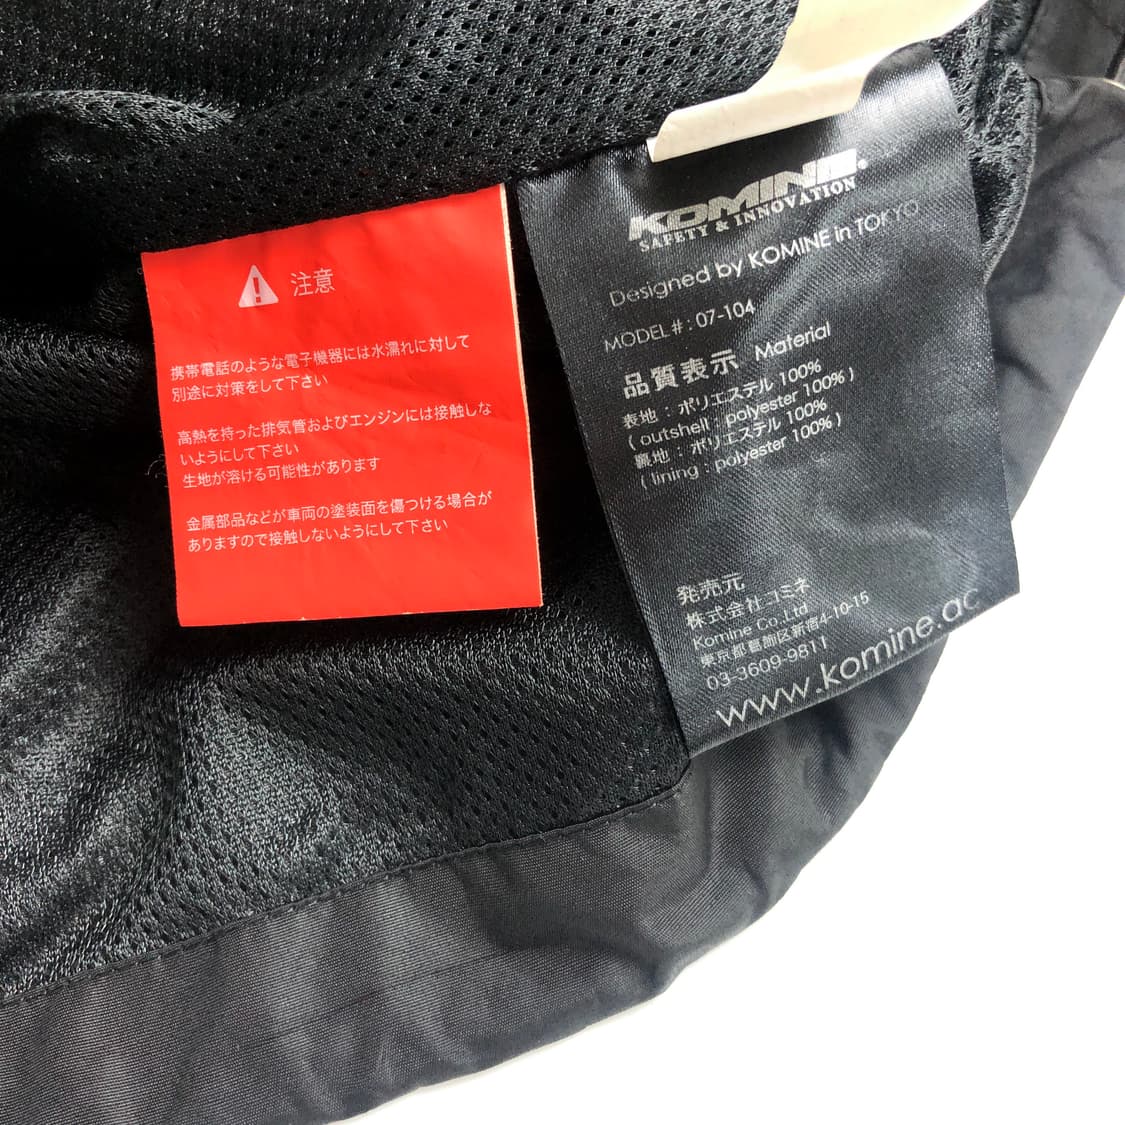 注意
携帯電話のような電子機器には水濡れに対して
別途に対策をして下さい
高熱を持った排気管およびエンジンには接触しな
いようにして下さい
生地が溶ける可能性があります
金属部品などが車両の塗装面を傷つける場合が
ありますので接触しないようにして下さい
KOMINE®
SAFETY & INNOVATION
Designed by KOMINE in TOKYO
MODEL # : 07-104
品質表示 Material
表地 : ポリエステル 100%
( outshell : polyester 100% )
裏地 : ポリエステル 100%
( lining : polyester 100% )
発売元
株式会社コミネ
Komine Co.,Ltd
東京都葛飾区新宿4-10-15
03-3609-9811
www.komine.ac